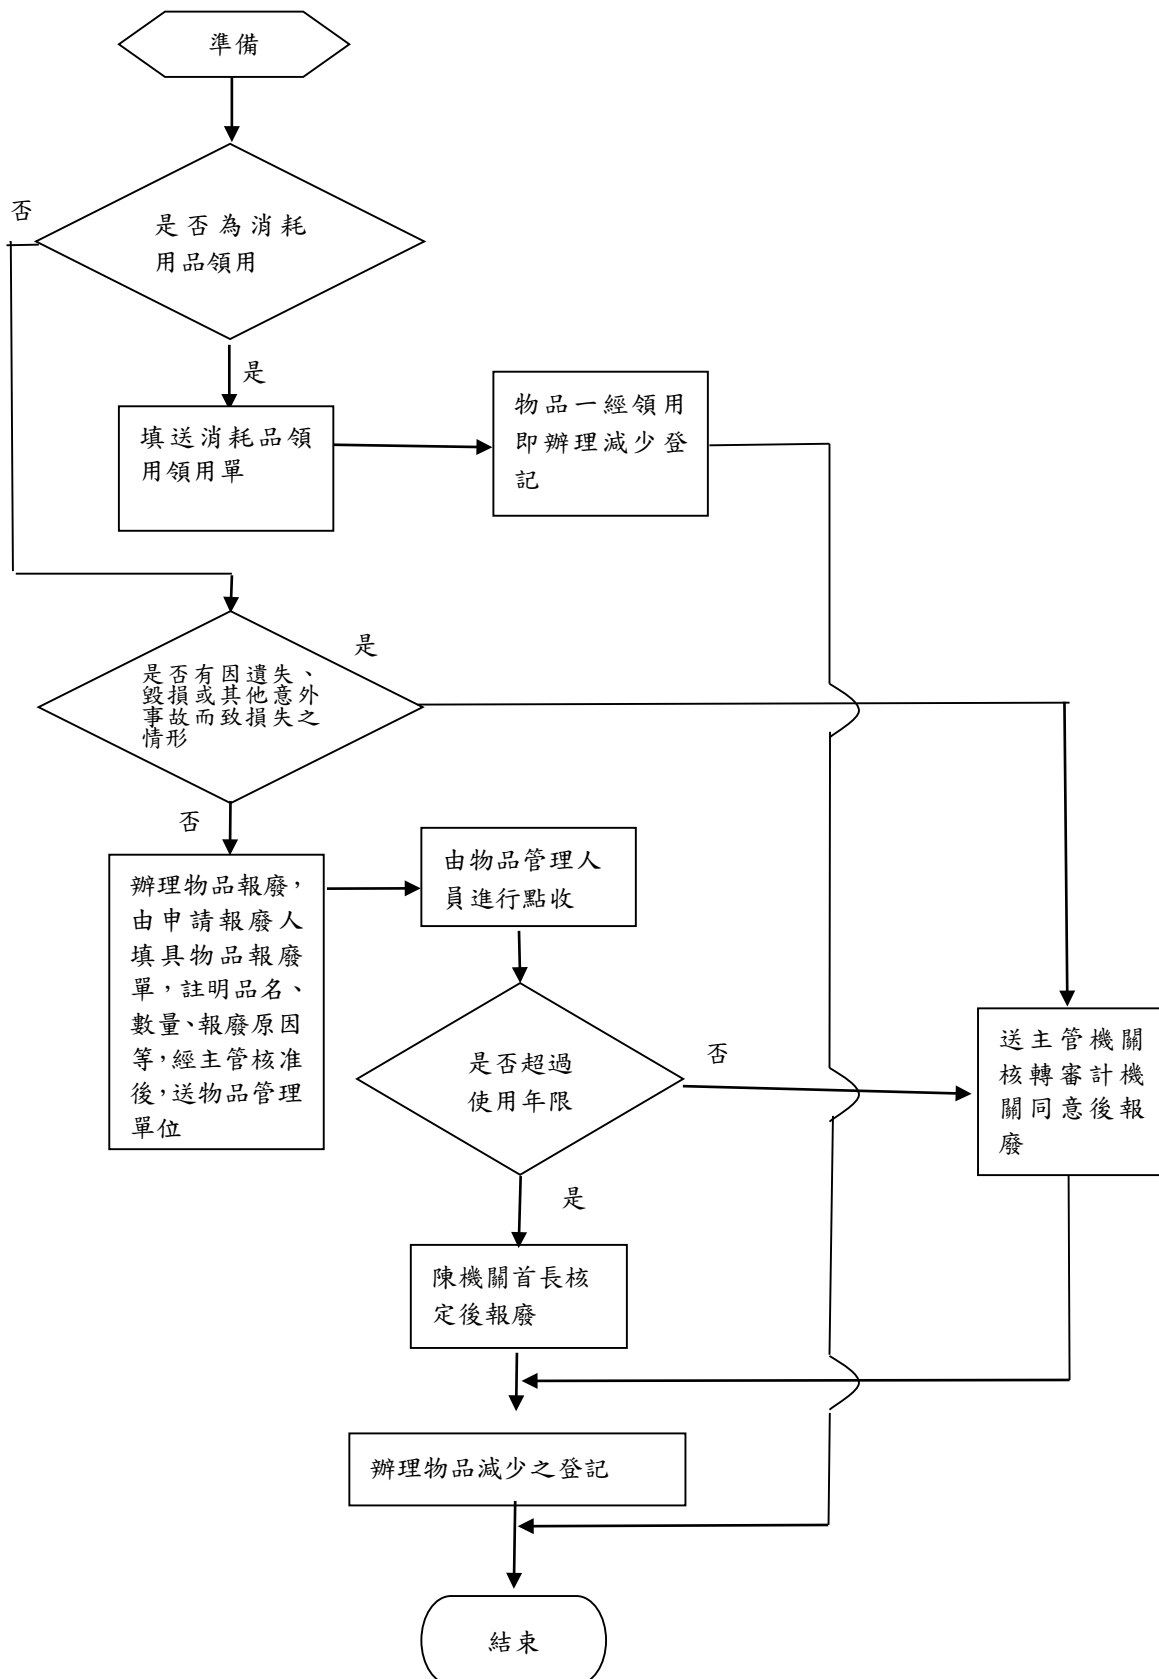 準備
否
是否為消耗
用品領用
是
填送消耗品領
用領用單
物品一經領用
即辦理減少登
記
是
是否有因遺失、
毀損或其他意外
事故而致損失之
情形
否
辦理物品報廢，
由申請報廢人
填具物品報廢
單，註明品名、
數量、報廢原因
等，經主管核准
後，送物品管理
單位
由物品管理人
員進行點收
是否超過
使用年限
否
送主管機關
核轉審計機
關同意後報
廢
是
陳機關首長核
定後報廢
辦理物品減少之登記
結束